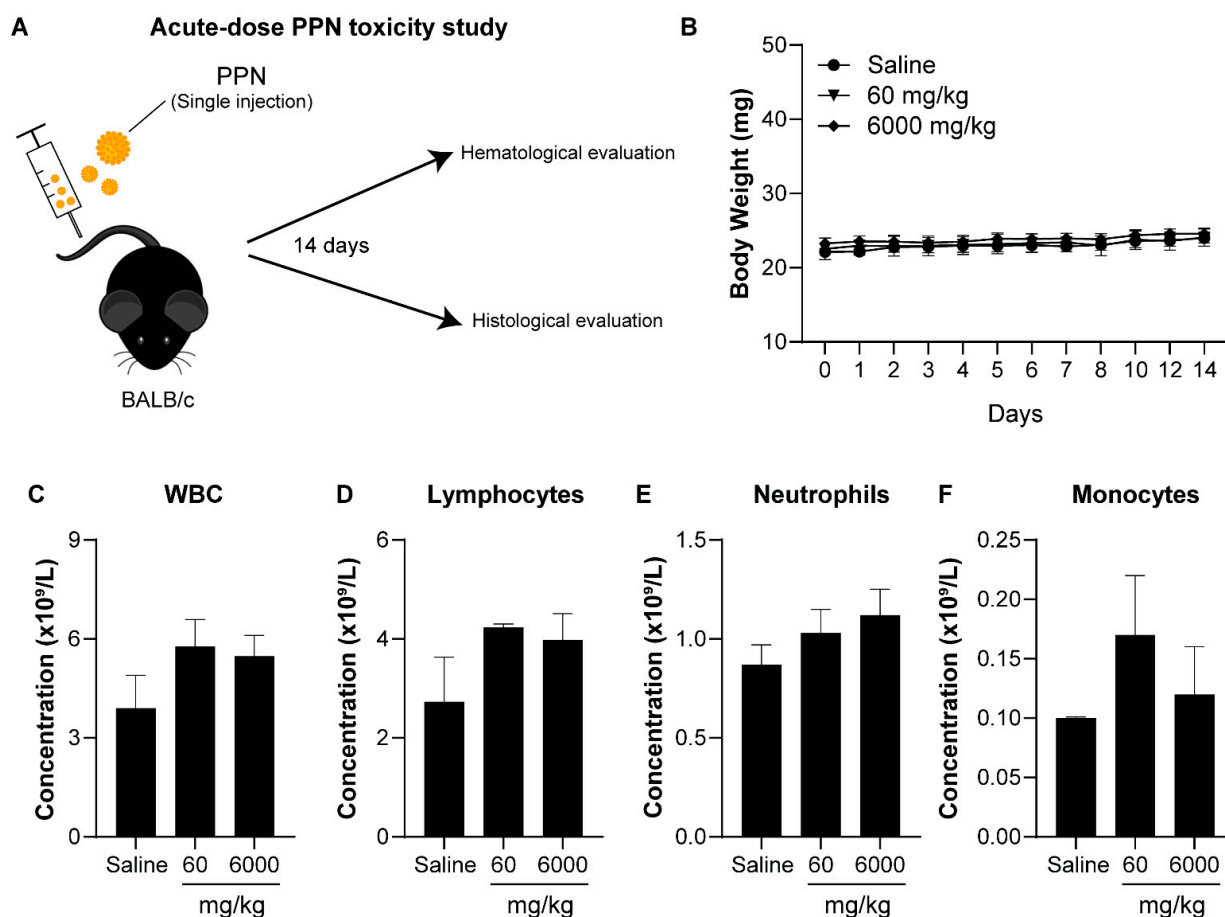 A
Acute-dose PPN toxicity study
PPN
(Single injection)
Hematological evaluation
14 days
Histological evaluation
BALB/c
B
Body Weight (mg)
50
40
30
20
10
Saline
60 mg/kg
6000 mg/kg
0 1 2 3 4 5 6 7 8 10 12 14
Days
C
WBC
Concentration (x10⁹/L)
9
6
3
0
Saline 60 6000
mg/kg
D
Lymphocytes
Concentration (x10⁹/L)
6
4
2
0
Saline 60 6000
mg/kg
E
Neutrophils
Concentration (x10⁹/L)
1.5
1.0
0.5
0.0
Saline 60 6000
mg/kg
F
Monocytes
Concentration (x10⁹/L)
0.25
0.20
0.15
0.10
0.05
0.00
Saline 60 6000
mg/kg